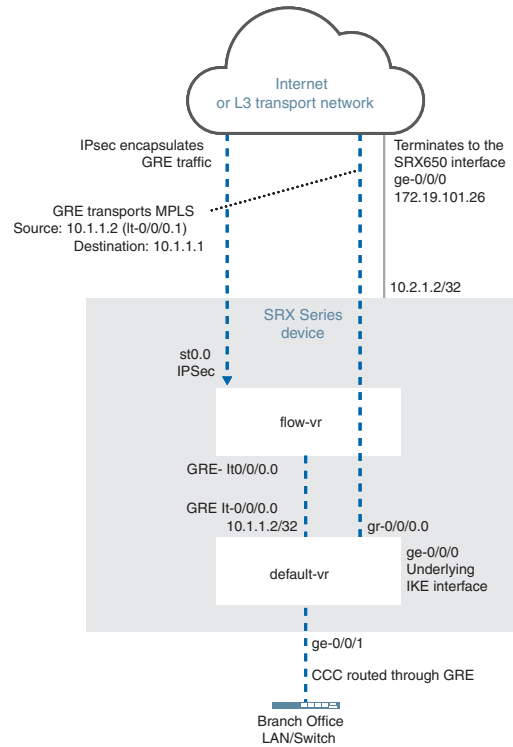 Internet
or L3 transport network
IPsec encapsulates
GRE traffic
Terminates to the
SRX650 interface
ge-0/0/0
172.19.101.26
GRE transports MPLS
Source: 10.1.1.2 (lt-0/0/0.1)
Destination: 10.1.1.1
10.2.1.2/32
SRX Series
device
st0.0
IPSec
flow-vr
GRE- lt0/0/0.0
GRE lt-0/0/0.0
10.1.1.2/32
gr-0/0/0.0
default-vr
ge-0/0/0
Underlying
IKE interface
ge-0/0/1
CCC routed through GRE
Branch Office
LAN/Switch